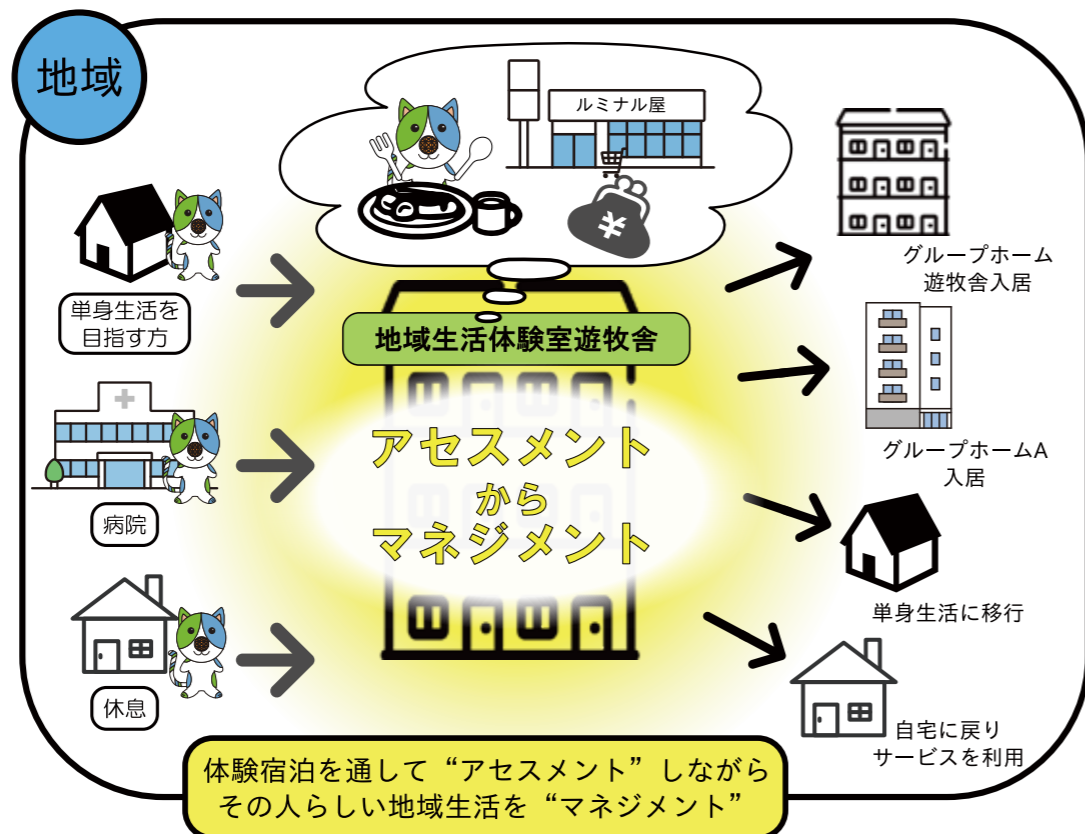 地域
ルミナル屋
¥
単身生活を
目指す方
病院
休息
地域生活体験室遊牧舎
アセスメント
から
マネジメント
グループホーム
遊牧舎入居
グループホームA
入居
単身生活に移行
自宅に戻り
サービスを利用
体験宿泊を通して“アセスメント”しながら
その人らしい地域生活を“マネジメント”